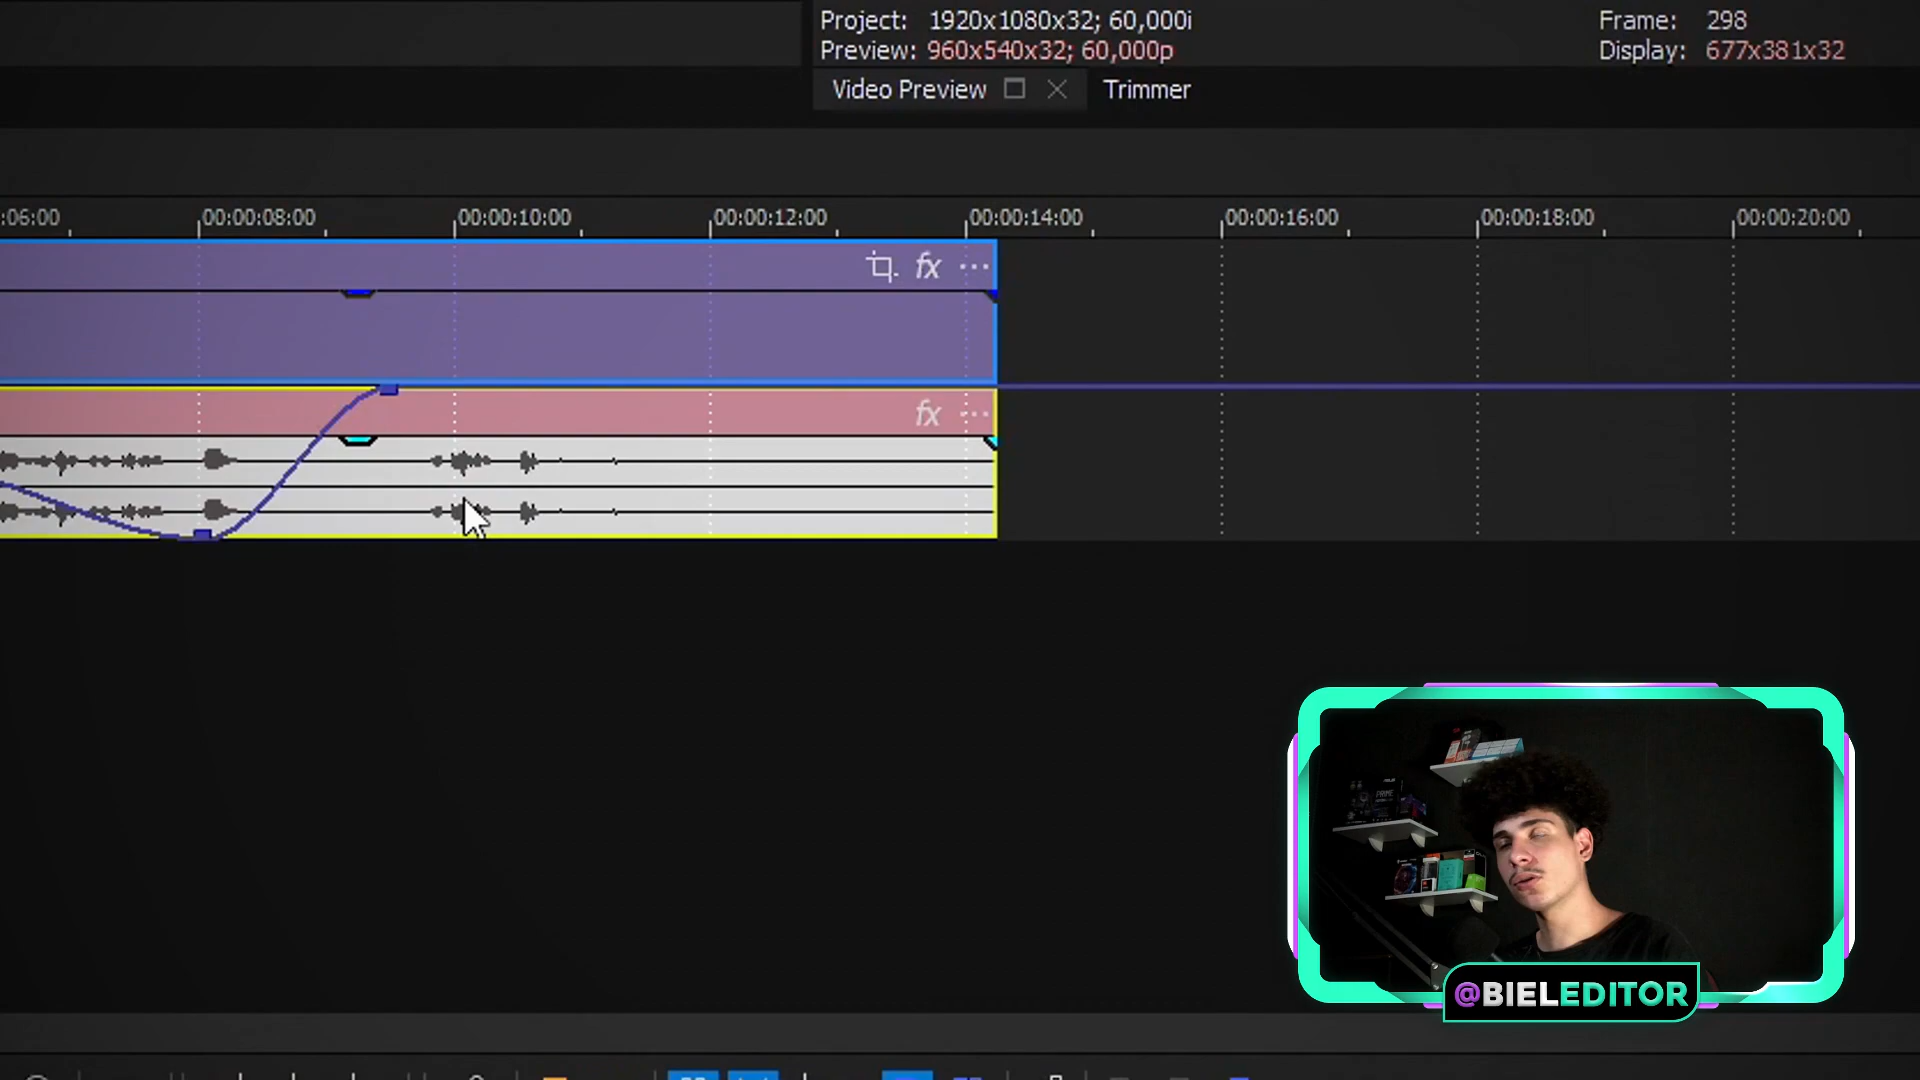 Project: 1920x1080x32; 60,000i
Frame: 298
Preview: 960x540x32; 60,000p
Display: 677x381x32
Video Preview
Trimmer
:06:00 00:00:08:00 00:00:10:00 00:00:12:00 00:00:14:00 00:00:16:00 00:00:18:00 00:00:20:00
fx
fx
PRIME
@BIELEDITOR